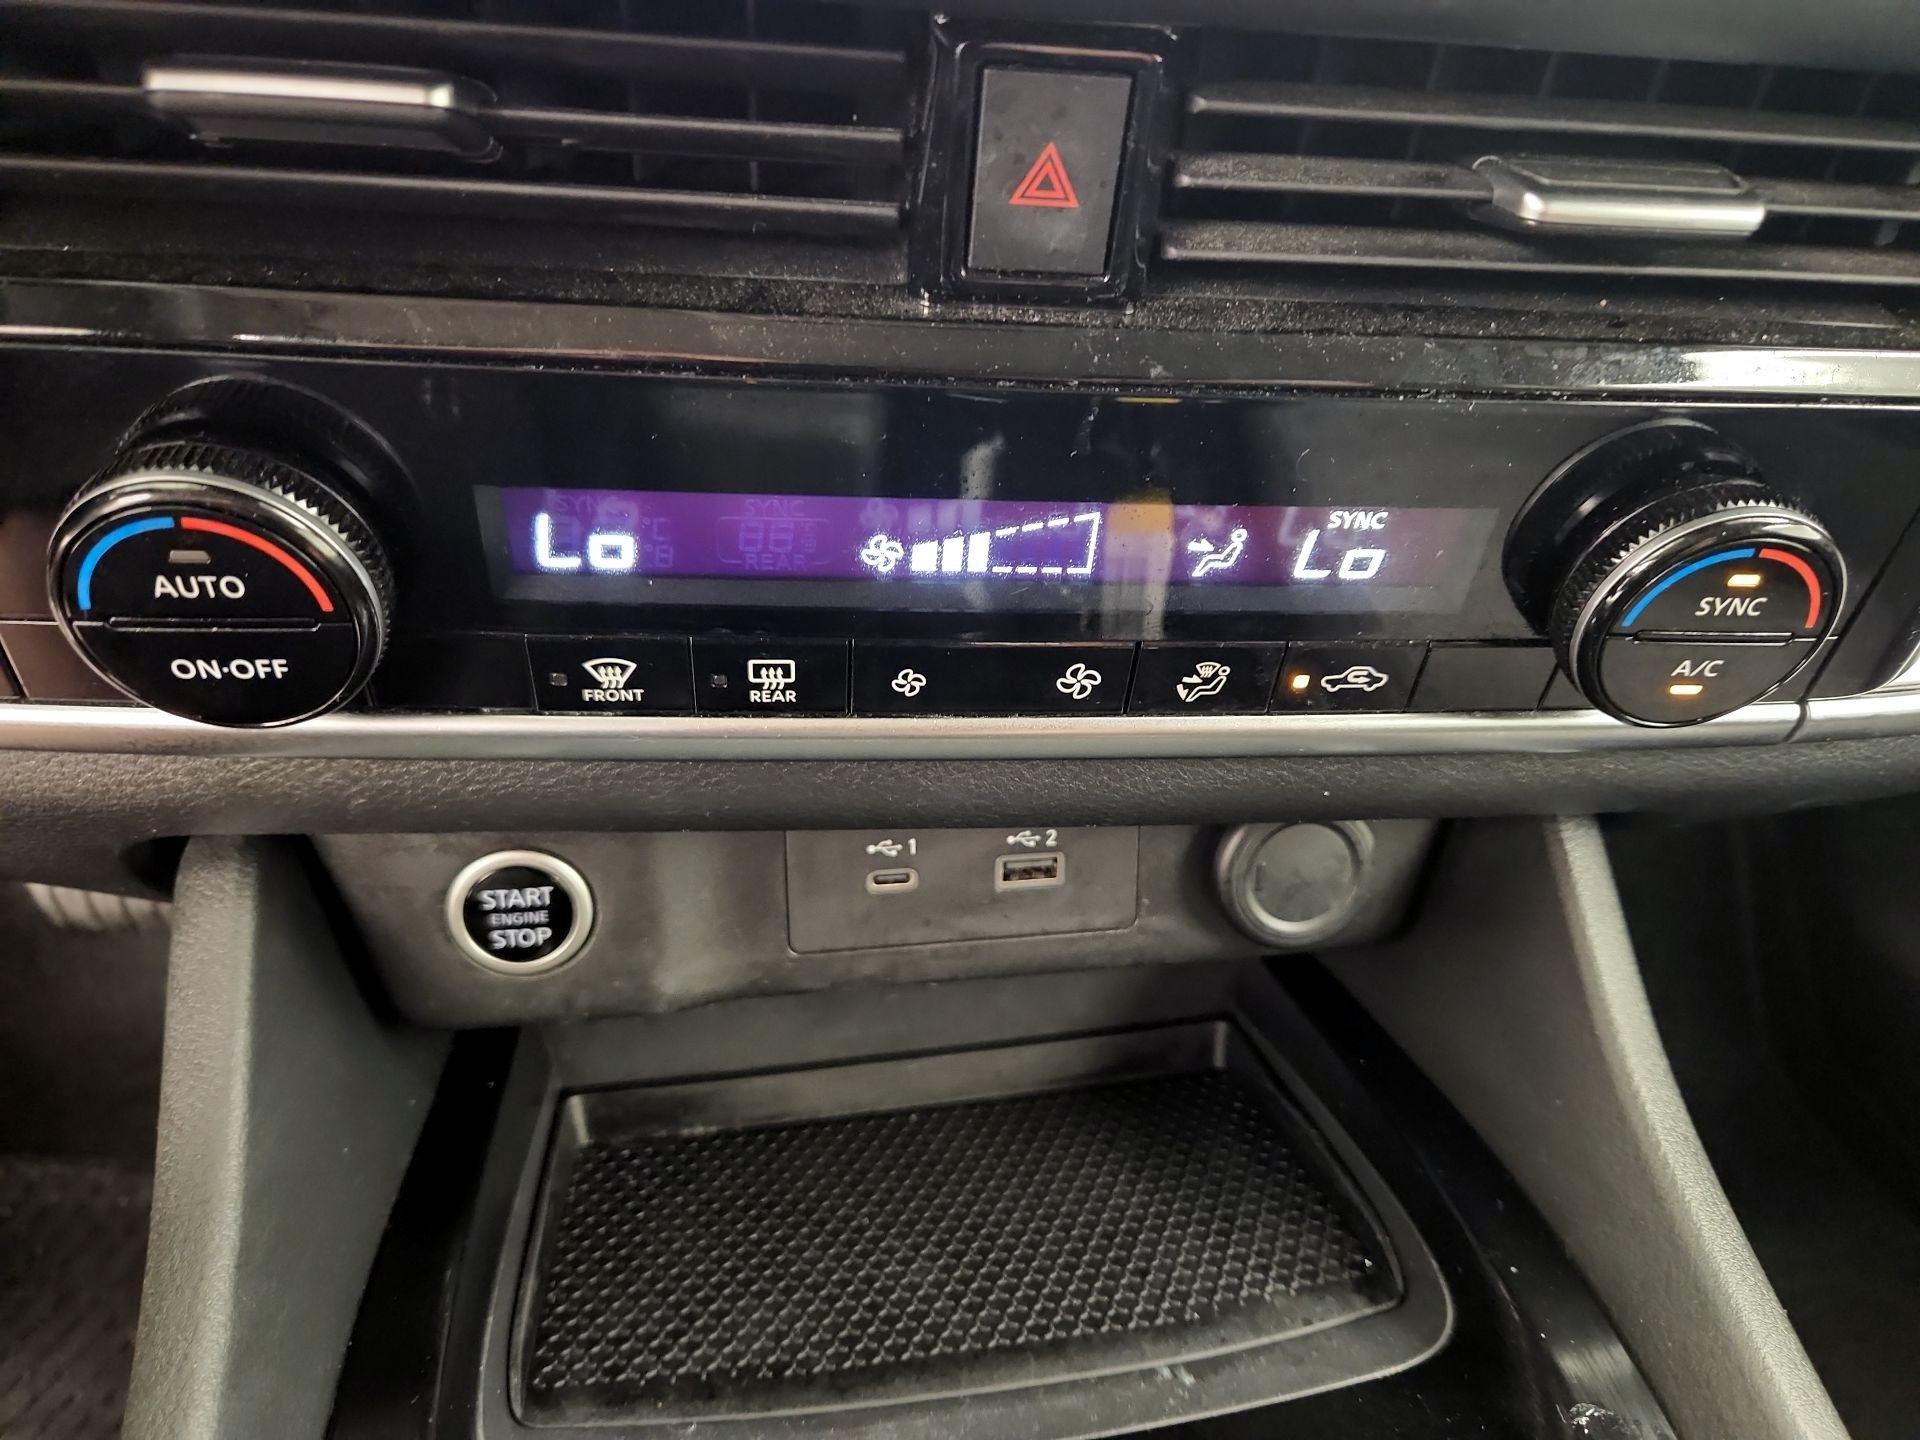 Lo
SYNC
Lo
AUTO
ON·OFF
SYNC
A/C
FRONT
REAR
1
2
START
ENGINE
STOP